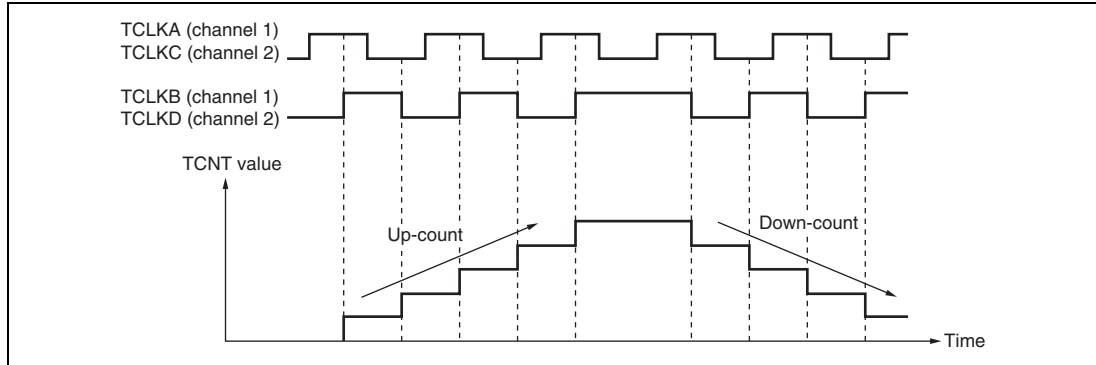 TCLKA (channel 1)
TCLKC (channel 2)
TCLKB (channel 1)
TCLKD (channel 2)
TCNT value
Up-count
Down-count
Time